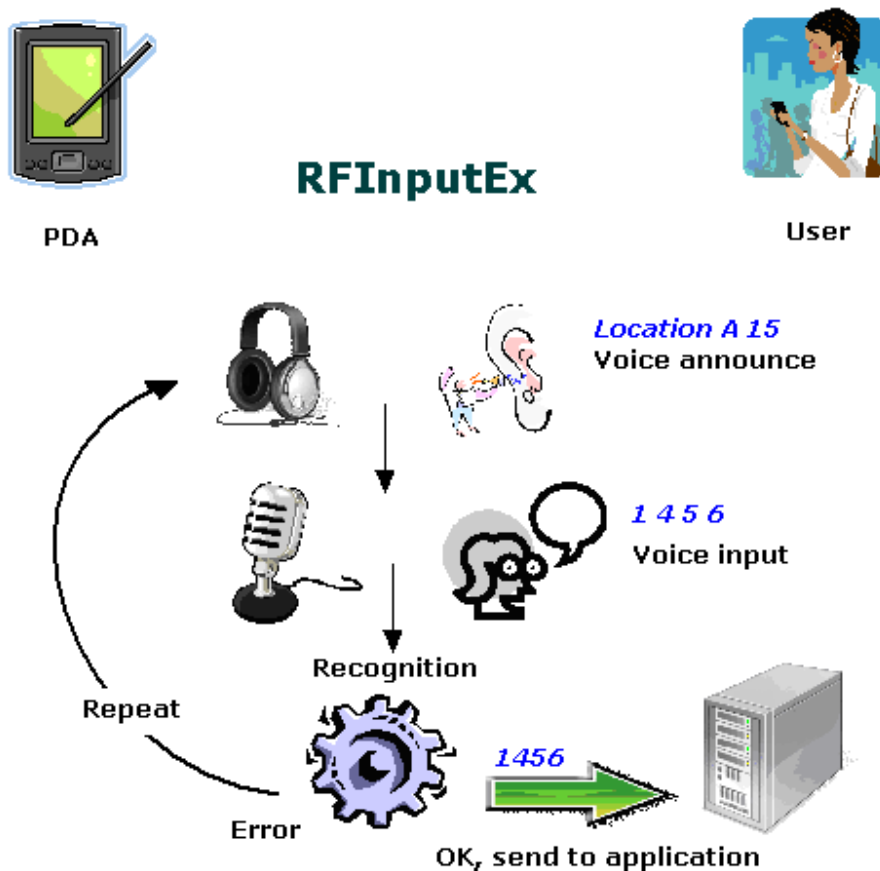 RFInputEx
PDA
User
Location A 15
Voice announce
1 4 5 6
Voice input
Recognition
Repeat
1456
Error
OK, send to application